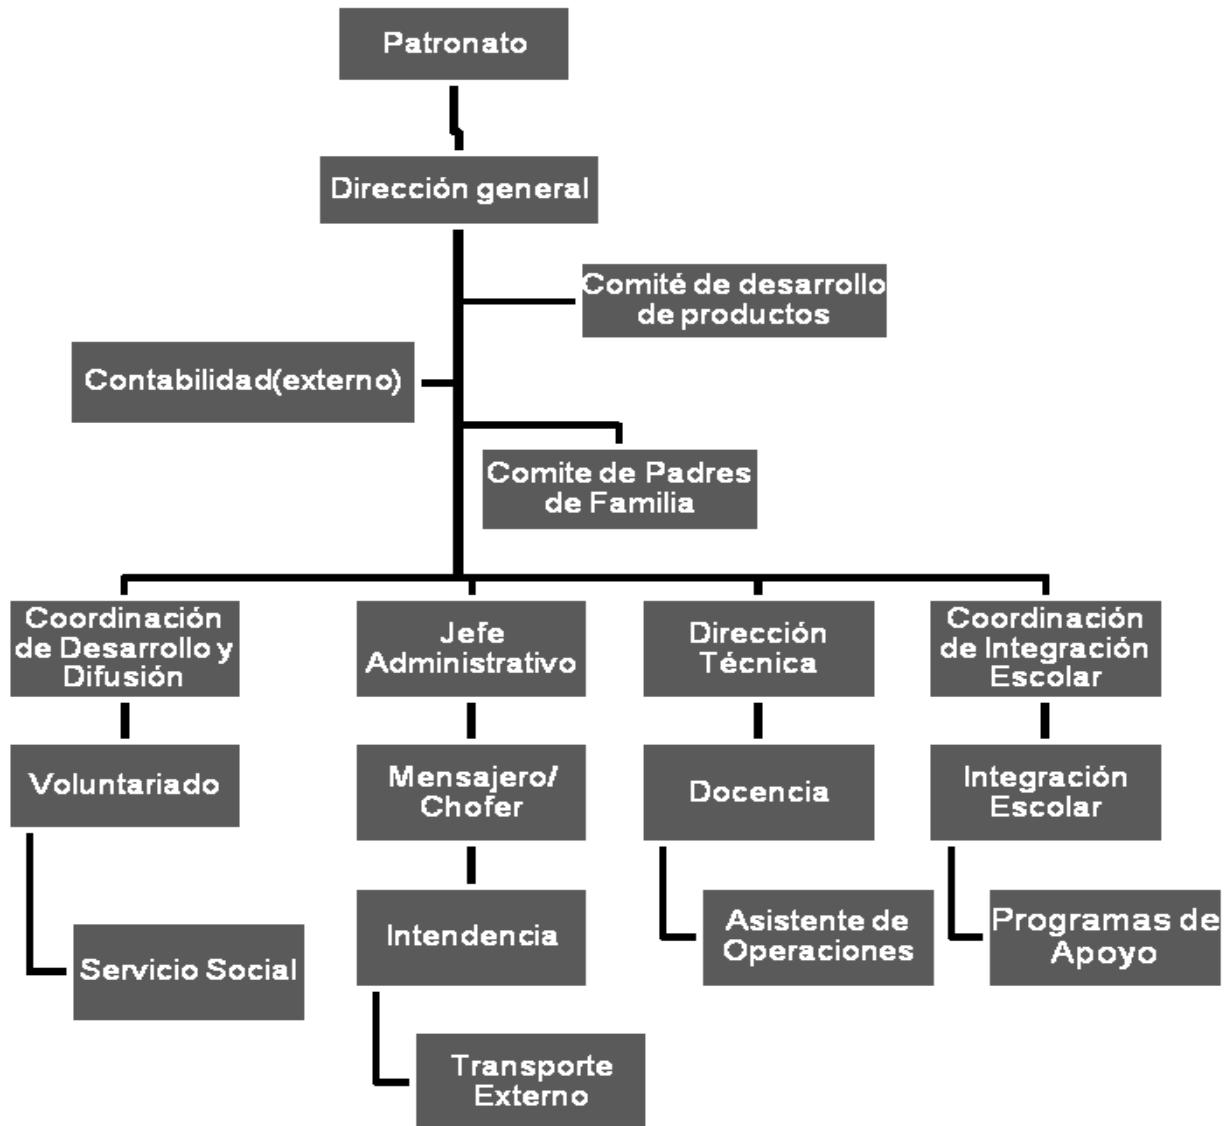 Patronato
Dirección general
Comité de desarrollo
de productos
Contabilidad(externo)
Comite de Padres
de Familia
Coordinación
de Desarrollo y
Difusión
Jefe
Administrativo
Dirección
Técnica
Coordinación
de Integración
Escolar
Voluntariado
Mensajero/
Chofer
Docencia
Integración
Escolar
Servicio Social
Intendencia
Asistente de
Operaciones
Programas de
Apoyo
Transporte
Externo